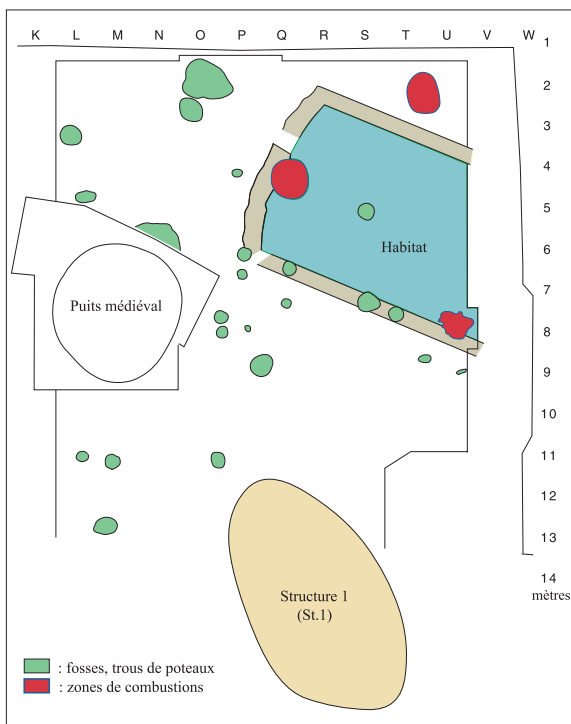 K L M N O P Q R S T U V W
1
2
3
4
5
Habitat
6
7
Puits médiéval
8
9
10
11
12
13
14
mètres
Structure 1
(St.1)
: fosses, trous de poteaux
: zones de combustions